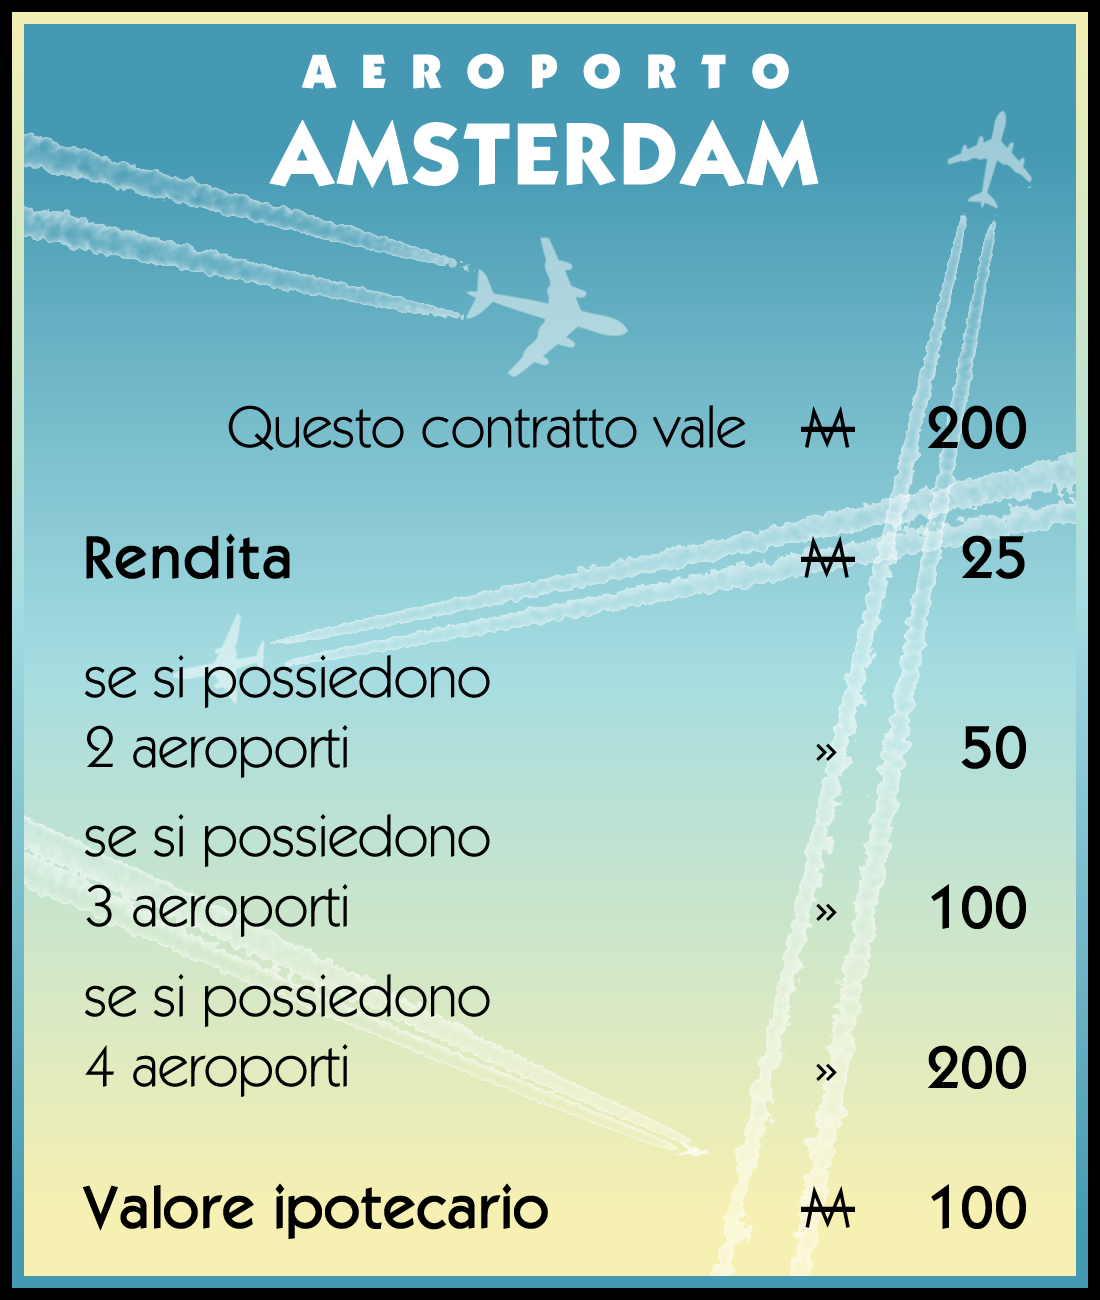 AEROPORTO
AMSTERDAM
Questo contratto vale M 200
Rendita M 25
se si possiedono
2 aeroporti » 50
se si possiedono
3 aeroporti » 100
se si possiedono
4 aeroporti » 200
Valore ipotecario M 100